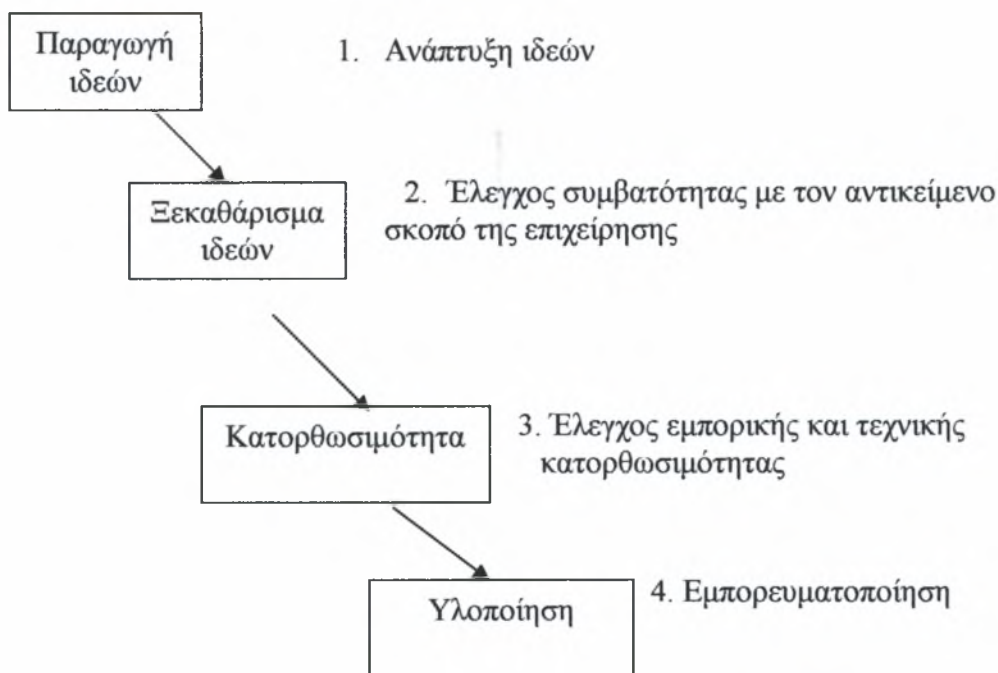 Παραγωγή
ιδεών
1. Ανάπτυξη ιδεών
Ξεκαθάρισμα
ιδεών
2. Έλεγχος συμβατότητας με τον αντικείμενο
σκοπό της επιχείρησης
Κατορθωσιμότητα
3. Έλεγχος εμπορικής και τεχνικής
κατορθωσιμότητας
Υλοποίηση
4. Εμπορευματοποίηση